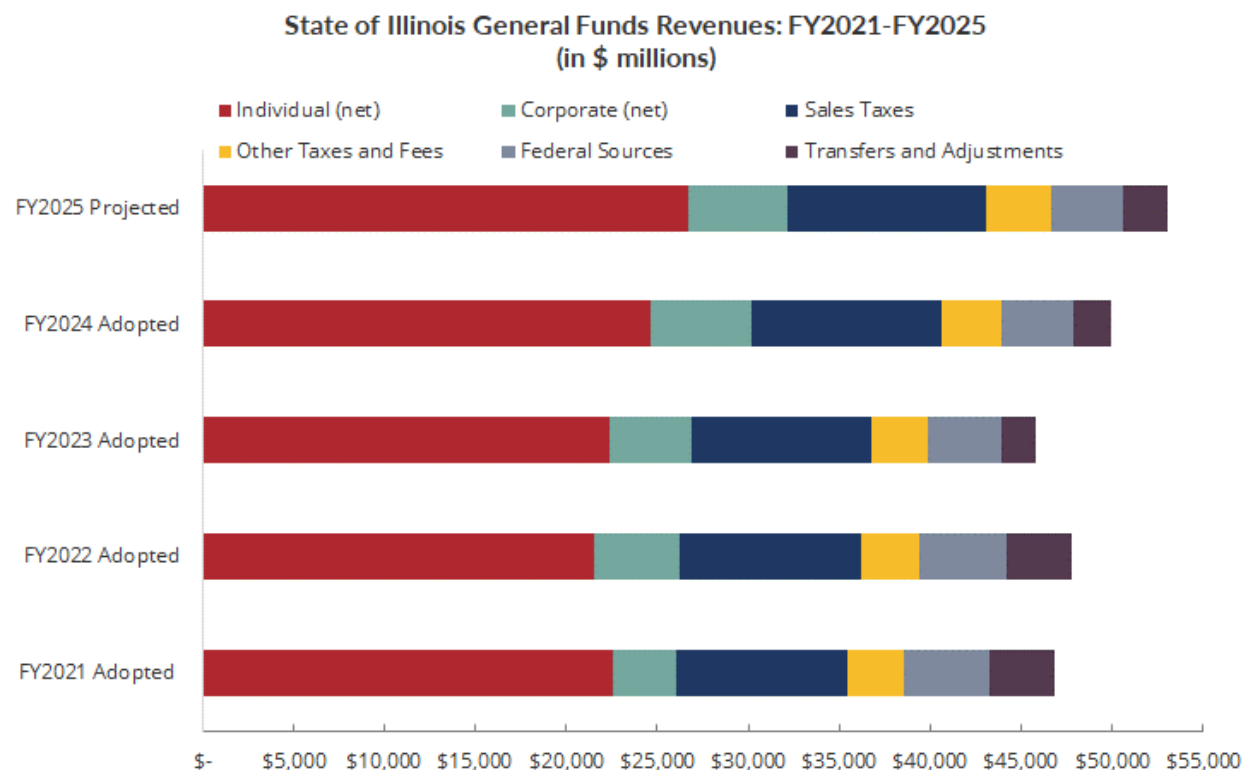 State of Illinois General Funds Revenues: FY2021-FY2025
(in $ millions)
Individual (net) Corporate (net) Sales Taxes
Other Taxes and Fees Federal Sources Transfers and Adjustments
FY2025 Projected
FY2024 Adopted
FY2023 Adopted
FY2022 Adopted
FY2021 Adopted
$- $5,000 $10,000 $15,000 $20,000 $25,000 $30,000 $35,000 $40,000 $45,000 $50,000 $55,000